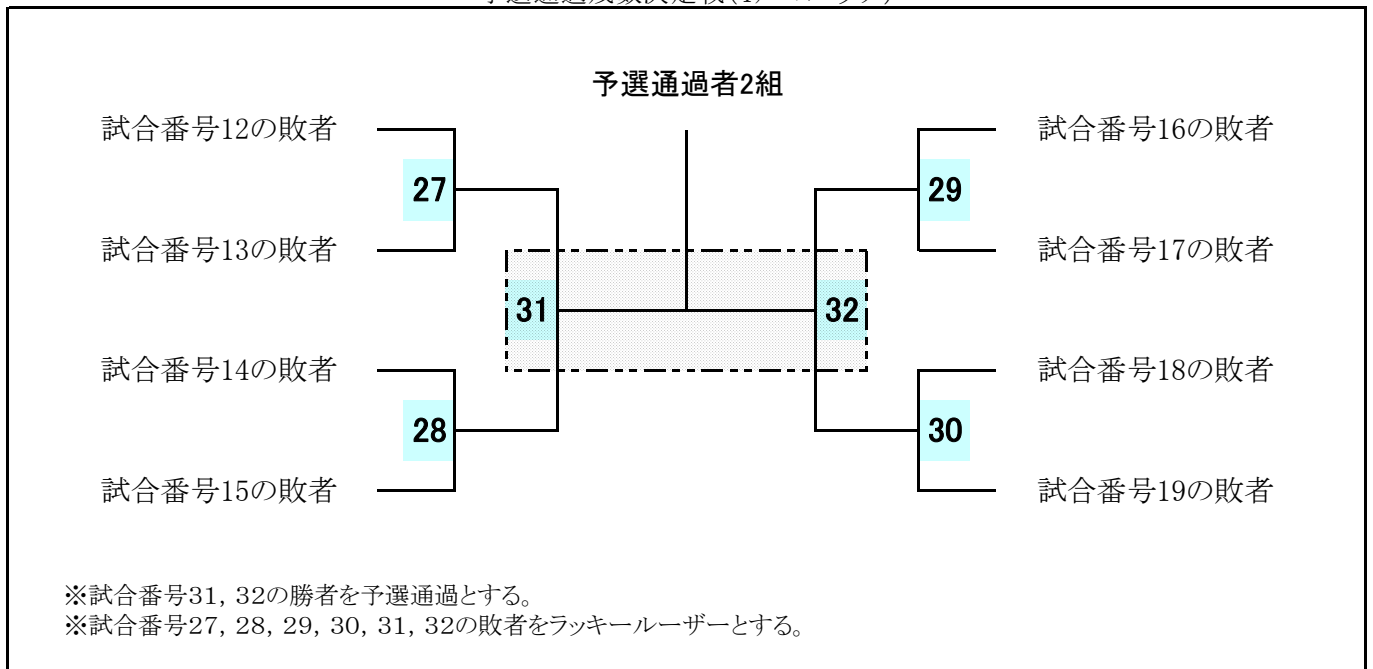 予選通過者2組
試合番号12の敗者
試合番号16の敗者
27
29
試合番号13の敗者
試合番号17の敗者
31
32
試合番号14の敗者
試合番号18の敗者
28
30
試合番号15の敗者
試合番号19の敗者
※試合番号31, 32の勝者を予選通過とする。
※試合番号27, 28, 29, 30, 31, 32の敗者をラッキールーザーとする。